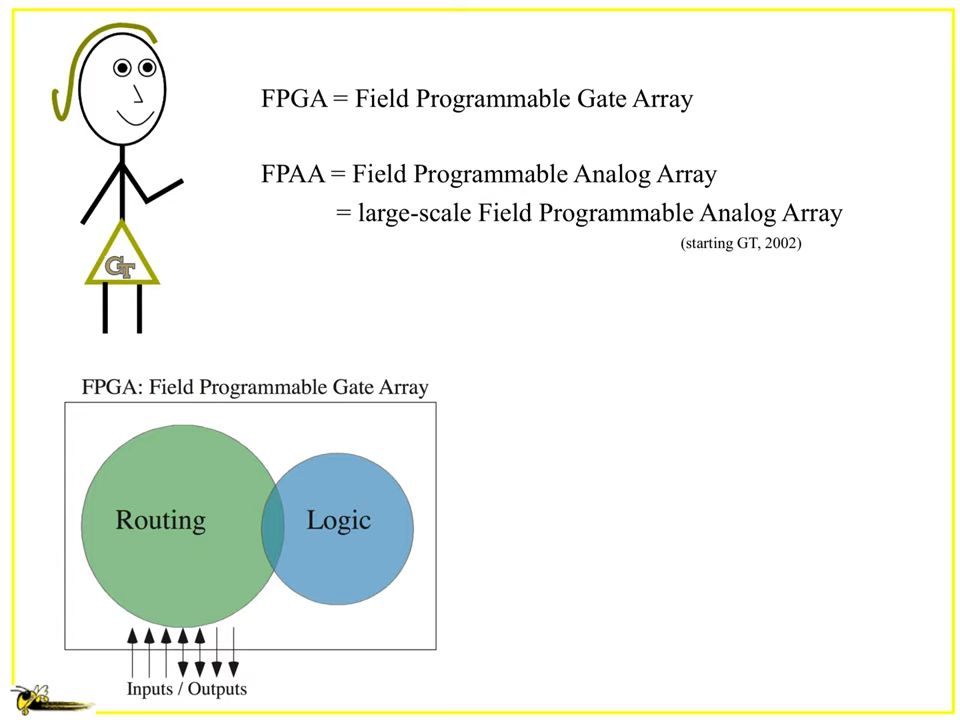 FPGA = Field Programmable Gate Array
FPAA = Field Programmable Analog Array
= large-scale Field Programmable Analog Array
(starting GT, 2002)
GT
FPGA: Field Programmable Gate Array
Routing
Logic
Inputs / Outputs